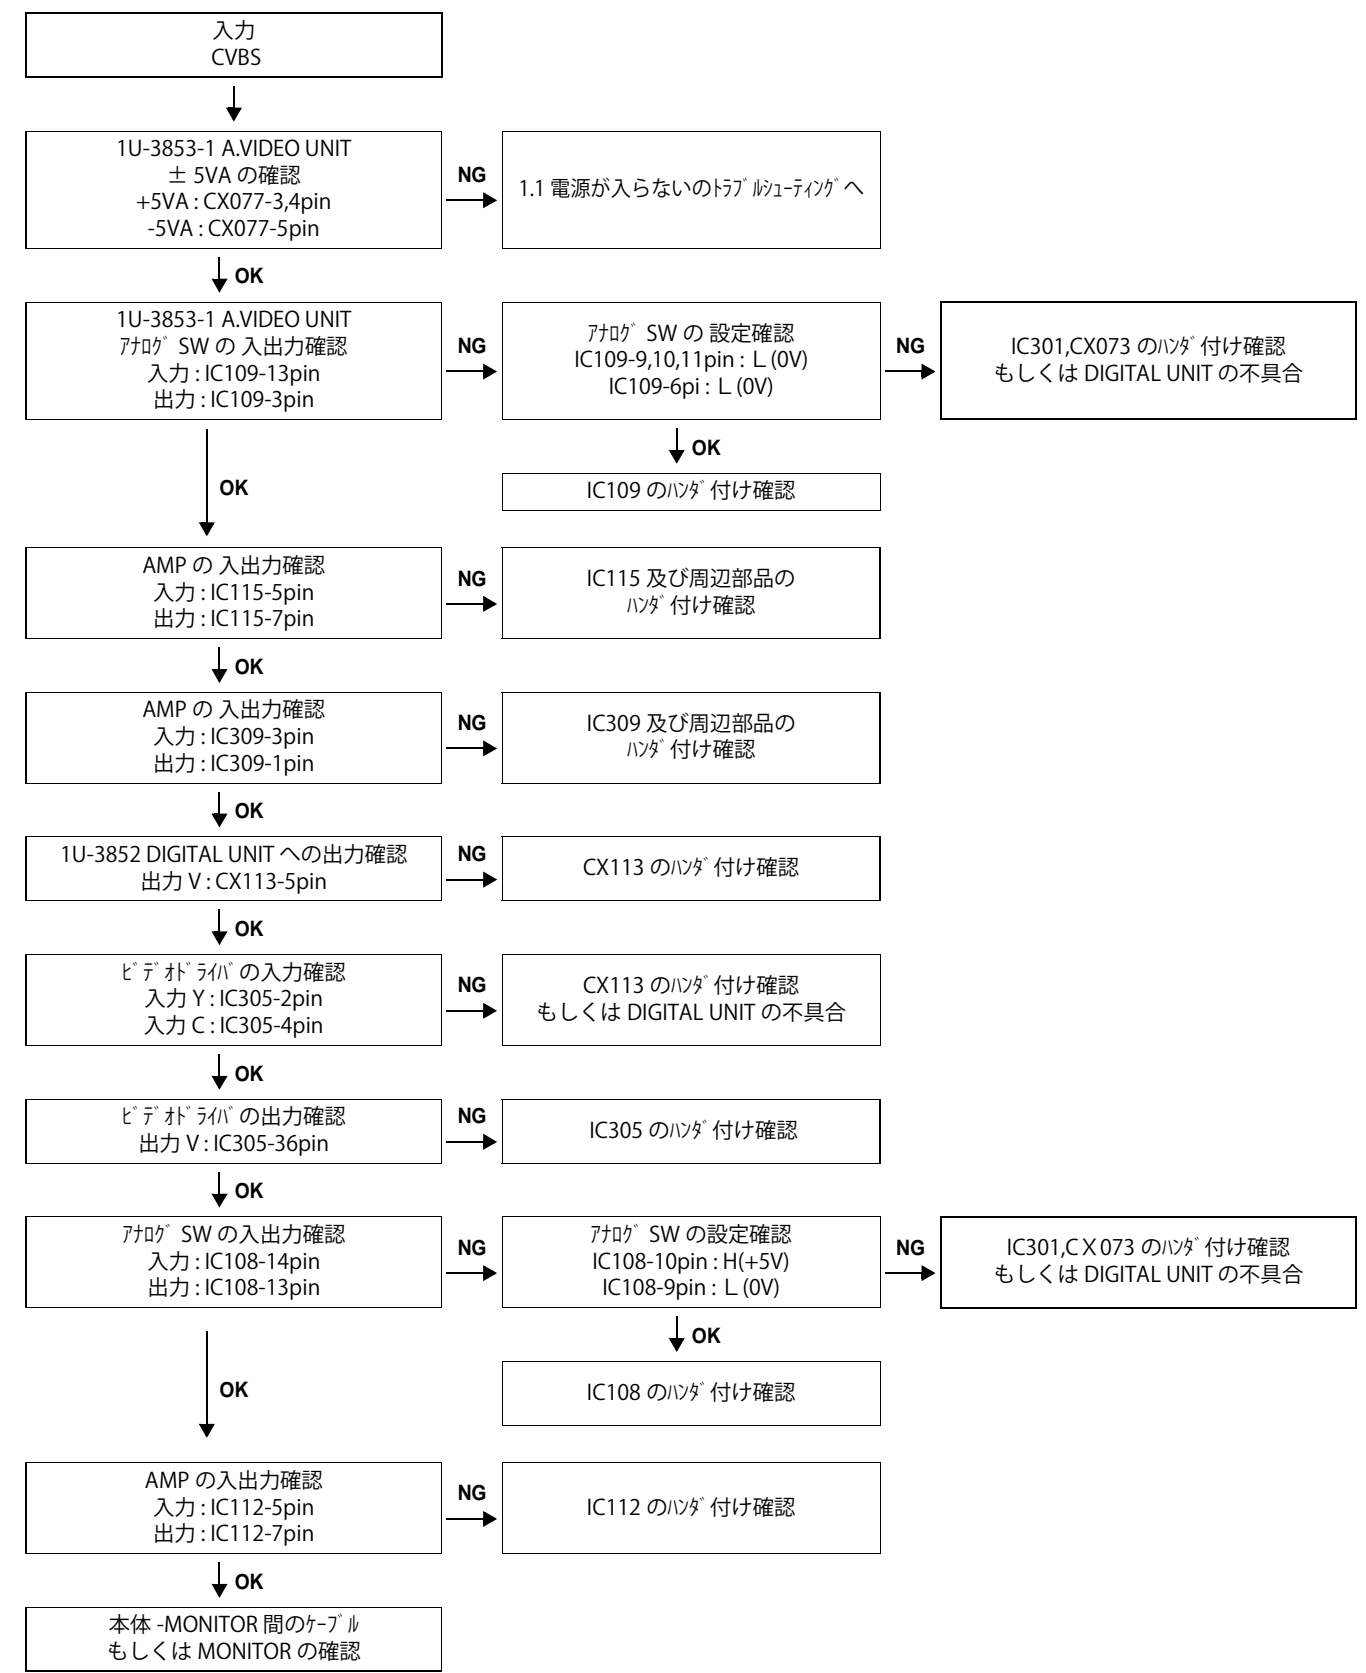 入力
CVBS
1U-3853-1 A.VIDEO UNIT
± 5VA の確認
+5VA : CX077-3,4pin
-5VA : CX077-5pin
NG
1.1 電源が入らないのﾄﾗﾌﾞﾙｼｭｰﾃｨﾝｸﾞへ
OK
1U-3853-1 A.VIDEO UNIT
ｱﾅﾛｸﾞ SW の 入出力確認
入力 : IC109-13pin
出力 : IC109-3pin
NG
ｱﾅﾛｸﾞ SW の 設定確認
IC109-9,10,11pin : Ｌ(0V)
IC109-6pi : Ｌ(0V)
NG
IC301,CX073 のﾊﾝﾀﾞ付け確認
もしくは DIGITAL UNIT の不具合
OK
IC109 のﾊﾝﾀﾞ付け確認
OK
AMP の 入出力確認
入力 : IC115-5pin
出力 : IC115-7pin
NG
IC115 及び周辺部品の
ﾊﾝﾀﾞ付け確認
OK
AMP の 入出力確認
入力 : IC309-3pin
出力 : IC309-1pin
NG
IC309 及び周辺部品の
ﾊﾝﾀﾞ付け確認
OK
1U-3852 DIGITAL UNIT への出力確認
出力 V : CX113-5pin
NG
CX113 のﾊﾝﾀﾞ付け確認
OK
ﾋﾞﾃﾞｵﾄﾞﾗｲﾊﾞの入力確認
入力 Y : IC305-2pin
入力 C : IC305-4pin
NG
CX113 のﾊﾝﾀﾞ付け確認
もしくは DIGITAL UNIT の不具合
OK
ﾋﾞﾃﾞｵﾄﾞﾗｲﾊﾞの出力確認
出力 V : IC305-36pin
NG
IC305 のﾊﾝﾀﾞ付け確認
OK
ｱﾅﾛｸﾞ SW の入出力確認
入力 : IC108-14pin
出力 : IC108-13pin
NG
ｱﾅﾛｸﾞ SW の設定確認
IC108-10pin : H(+5V)
IC108-9pin : Ｌ(0V)
NG
IC301,CＸ073 のﾊﾝﾀﾞ付け確認
もしくは DIGITAL UNIT の不具合
OK
IC108 のﾊﾝﾀﾞ付け確認
OK
AMP の入出力確認
入力 : IC112-5pin
出力 : IC112-7pin
NG
IC112 のﾊﾝﾀﾞ付け確認
OK
本体 -MONITOR 間のｹｰﾌﾞﾙ
もしくは MONITOR の確認